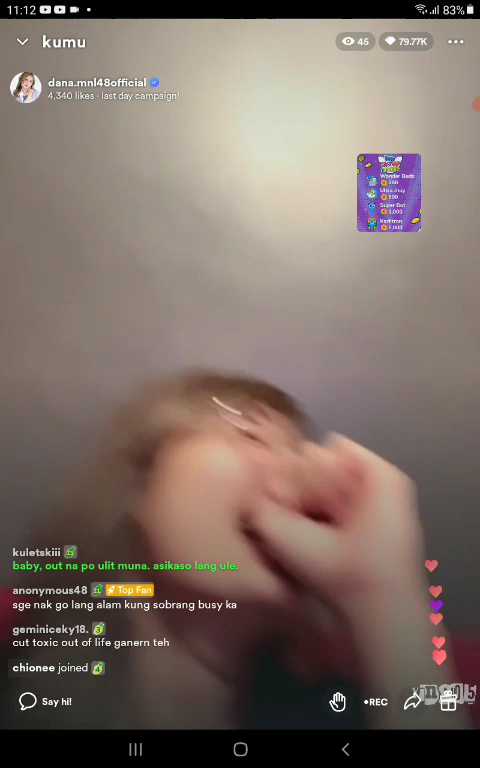 11:12
83%
kumu
45
79.77K
dana.mnl48official
4,340 likes · last day campaign!
Wonder Buds
Super Bot
kuletskiii
baby, out na po ulit muna. asikaso lang ule.
anonymous48 Top Fan
sge nak go lang alam kung sobrang busy ka
geminiceky18.
cut toxic out of life ganern teh
chionee joined
Say hi!
•REC